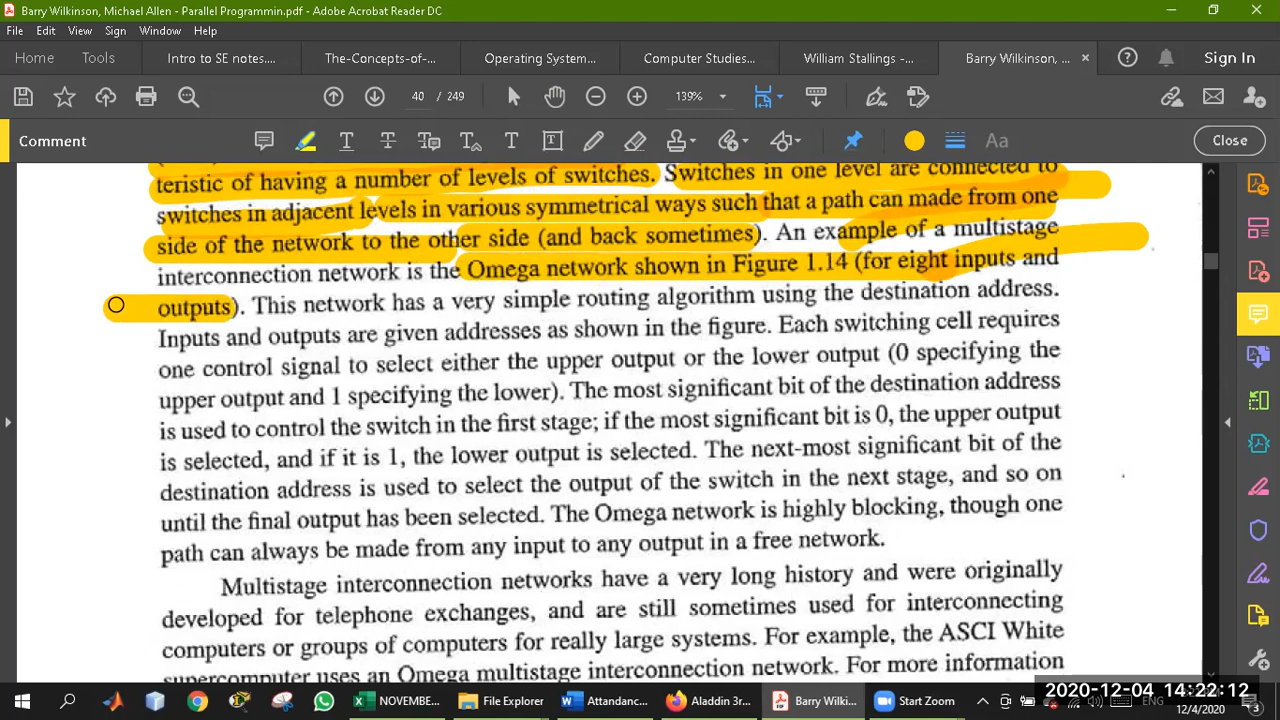 Barry Wilkinson, Michael Allen - Parallel Programmin.pdf - Adobe Acrobat Reader DC
File Edit View Sign Window Help
Home Tools Intro to SE notes.... The-Concepts-of-... Operating System... Computer Studies... William Stallings -... Barry Wilkinson, ... × Sign In
40 / 249 139%
Comment Close
teristic of having a number of levels of switches. Switches in one level are connected to
switches in adjacent levels in various symmetrical ways such that a path can made from one
side of the network to the other side (and back sometimes). An example of a multistage
interconnection network is the Omega network shown in Figure 1.14 (for eight inputs and
outputs). This network has a very simple routing algorithm using the destination address.
Inputs and outputs are given addresses as shown in the figure. Each switching cell requires
one control signal to select either the upper output or the lower output (0 specifying the
upper output and 1 specifying the lower). The most significant bit of the destination address
is used to control the switch in the first stage; if the most significant bit is 0, the upper output
is selected, and if it is 1, the lower output is selected. The next-most significant bit of the
destination address is used to select the output of the switch in the next stage, and so on
until the final output has been selected. The Omega network is highly blocking, though one
path can always be made from any input to any output in a free network.
Multistage interconnection networks have a very long history and were originally
developed for telephone exchanges, and are still sometimes used for interconnecting
computers or groups of computers for really large systems. For example, the ASCI White
supercomputer uses an Omega multistage interconnection network. For more information
NOVEMBE... File Explorer Attandanc... Aladdin 3r... Barry Wilki... Start Zoom ENG
2020-12-04 14:22:12
12/4/2020